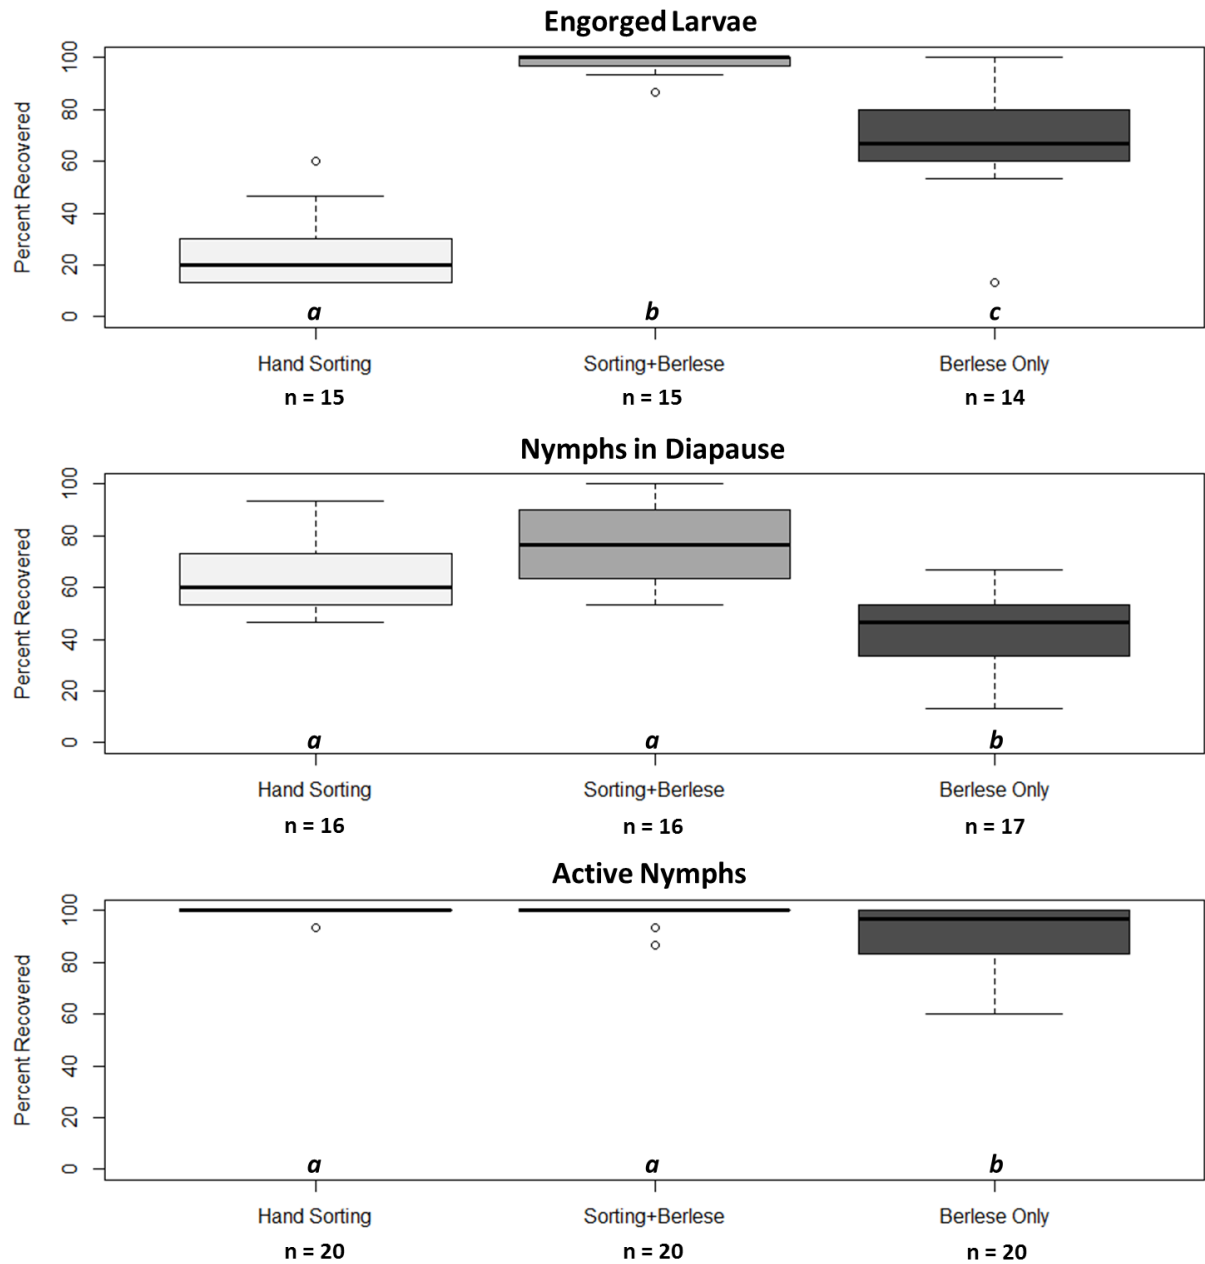 Engorged Larvae
Percent Recovered
100
80
60
40
20
0
a b c
Hand Sorting Sorting+Berlese Berlese Only
n = 15 n = 15 n = 14
Nymphs in Diapause
Percent Recovered
100
80
60
40
20
0
a a b
Hand Sorting Sorting+Berlese Berlese Only
n = 16 n = 16 n = 17
Active Nymphs
Percent Recovered
100
80
60
40
20
0
a a b
Hand Sorting Sorting+Berlese Berlese Only
n = 20 n = 20 n = 20